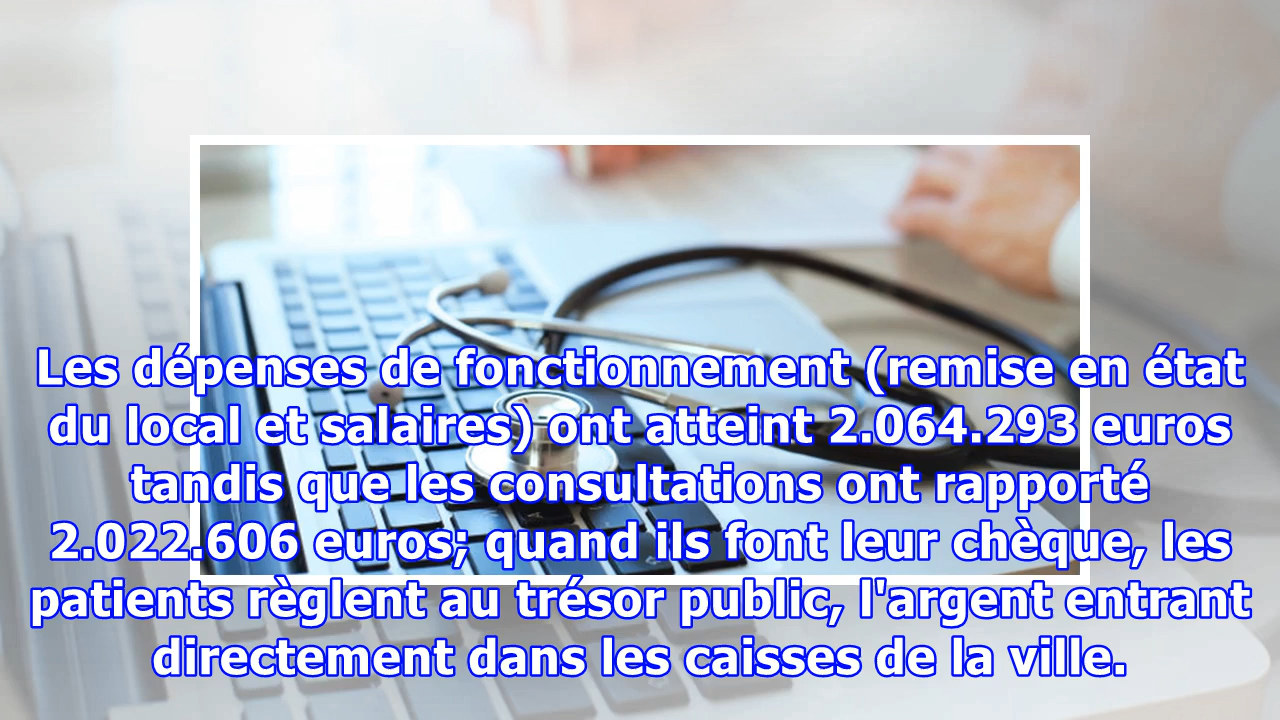 Les dépenses de fonctionnement (remise en état
du local et salaires) ont atteint 2.064.293 euros
tandis que les consultations ont rapporté
2.022.606 euros; quand ils font leur chèque, les
patients règlent au trésor public, l'argent entrant
directement dans les caisses de la ville.